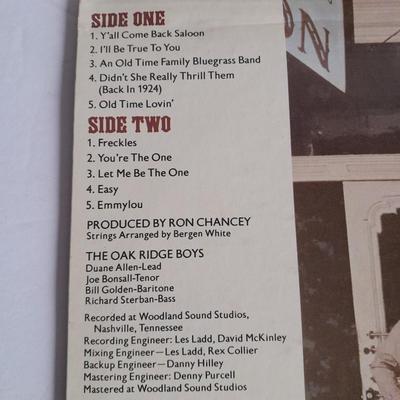 SIDE ONE
1. Y'all Come Back Saloon
2. I'll Be True To You
3. An Old Time Family Bluegrass Band
4. Didn't She Really Thrill Them
(Back In 1924)
5. Old Time Lovin'
SIDE TWO
1. Freckles
2. You're The One
3. Let Me Be The One
4. Easy
5. Emmylou
PRODUCED BY RON CHANCEY
Strings Arranged by Bergen White
THE OAK RIDGE BOYS
Duane Allen-Lead
Joe Bonsall-Tenor
Bill Golden-Baritone
Richard Sterban-Bass
Recorded at Woodland Sound Studios,
Nashville, Tennessee
Recording Engineer: Les Ladd, David McKinley
Mixing Engineer—Les Ladd, Rex Collier
Backup Engineer—Danny Hilley
Mastering Engineer: Denny Purcell
Mastered at Woodland Sound Studios